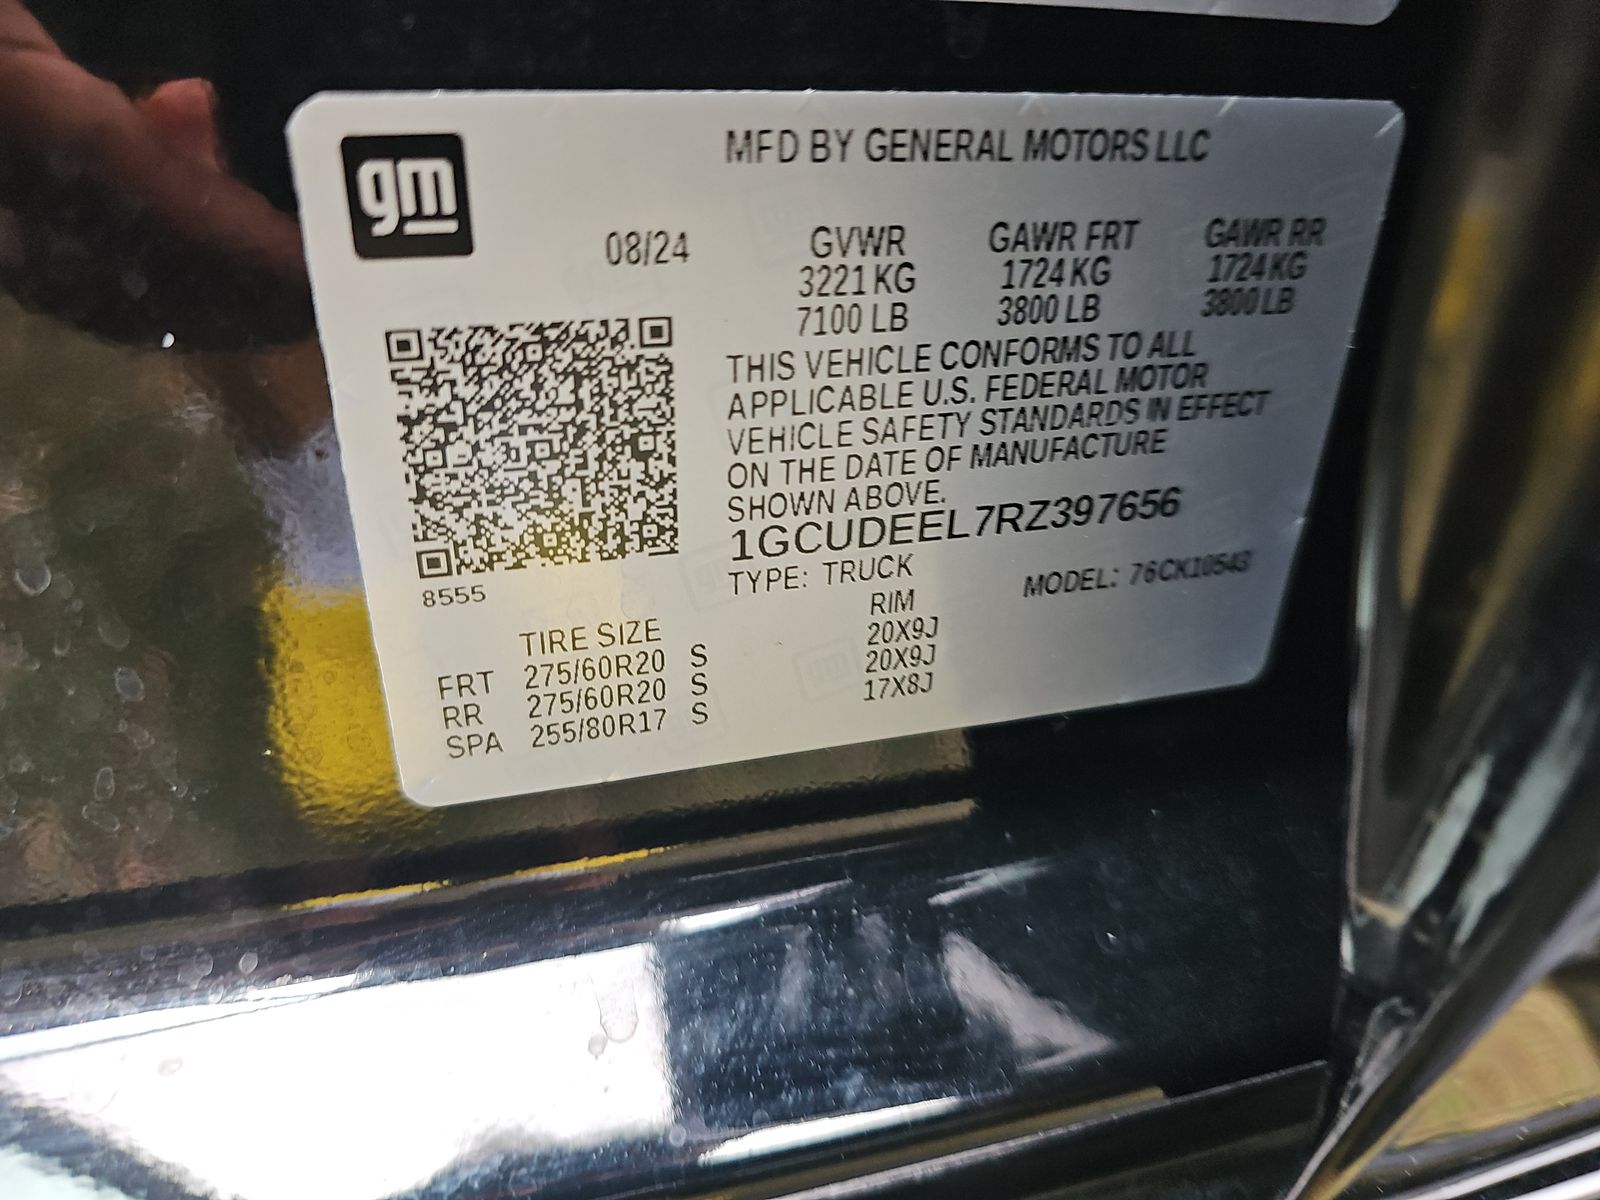 gm
MFD BY GENERAL MOTORS LLC
08/24 GVWR GAWR FRT GAWR RR
3221 KG 1724 KG 1724 KG
7100 LB 3800 LB 3800 LB
THIS VEHICLE CONFORMS TO ALL
APPLICABLE U.S. FEDERAL MOTOR
VEHICLE SAFETY STANDARDS IN EFFECT
ON THE DATE OF MANUFACTURE
SHOWN ABOVE.
1GCUDEEL7RZ397656
TYPE: TRUCK MODEL: 76CK10543
8555
TIRE SIZE RIM
FRT 275/60R20 S 20X9J
RR 275/60R20 S 20X9J
SPA 255/80R17 S 17X8J